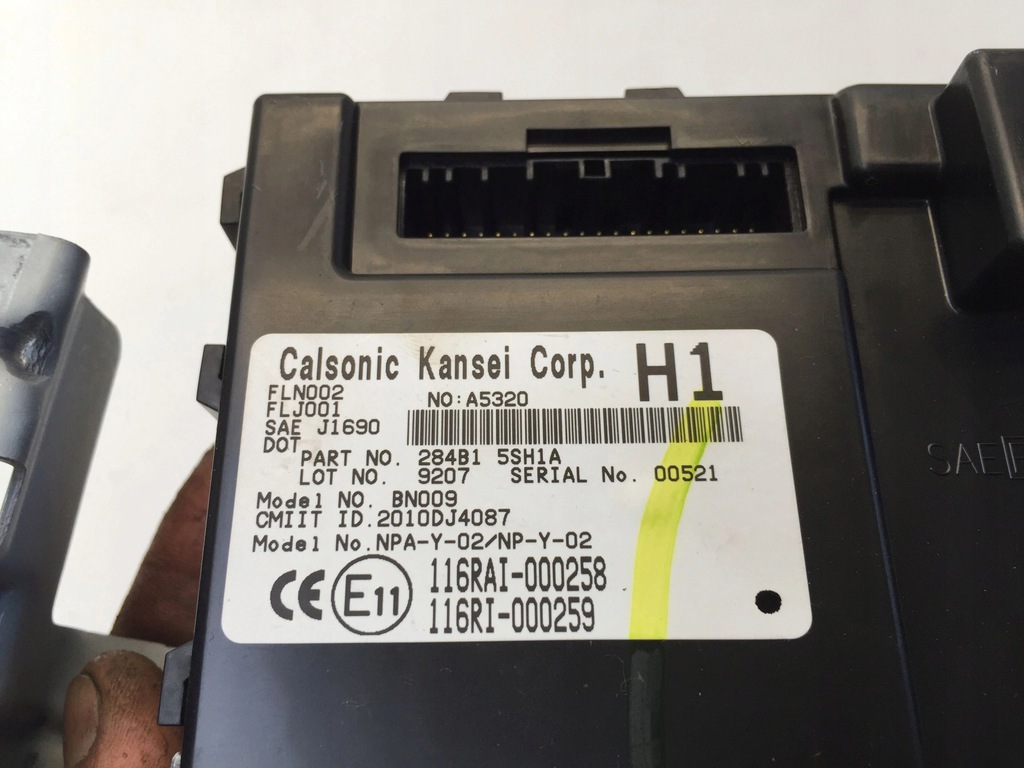 Calsonic Kansei Corp. H1
FLN002
FLJ001 NO:A5320
SAE J1690
DOT
PART NO. 284B1 5SH1A
LOT NO. 9207 SERIAL No. 00521
Model NO. BN009
CMIIT ID.2010DJ4087
Model No.NPA-Y-02/NP-Y-02
CE E11 116RAI-000258
116RI-000259
SAE